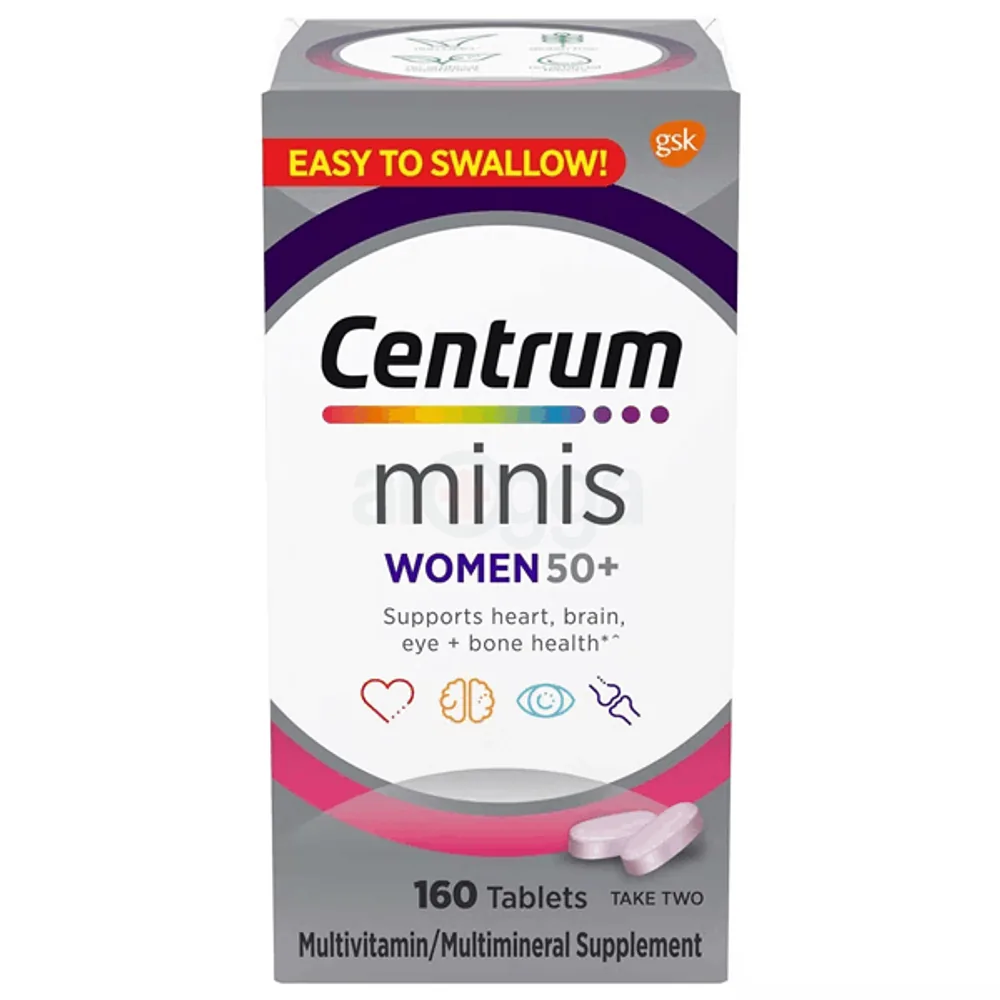 EASY TO SWALLOW!
gsk
Centrum
minis
WOMEN 50+
Supports heart, brain,
eye + bone health*^
160 Tablets TAKE TWO
Multivitamin/Multimineral Supplement